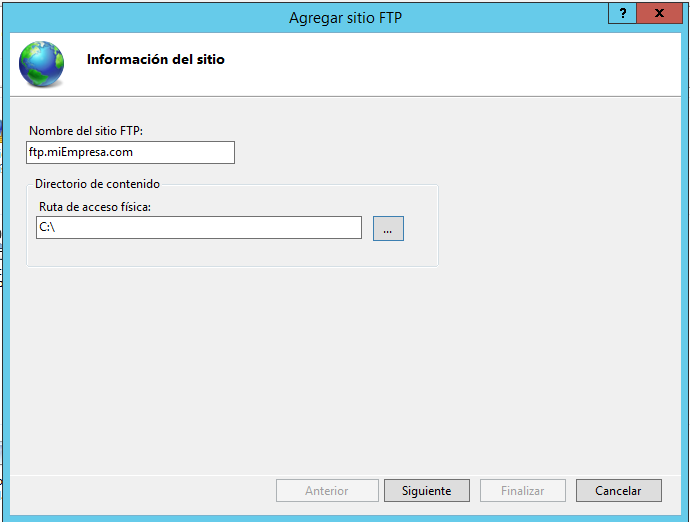 Agregar sitio FTP
? x
Información del sitio
Nombre del sitio FTP:
ftp.miEmpresa.com
Directorio de contenido
Ruta de acceso física:
C:\
...
Anterior Siguiente Finalizar Cancelar